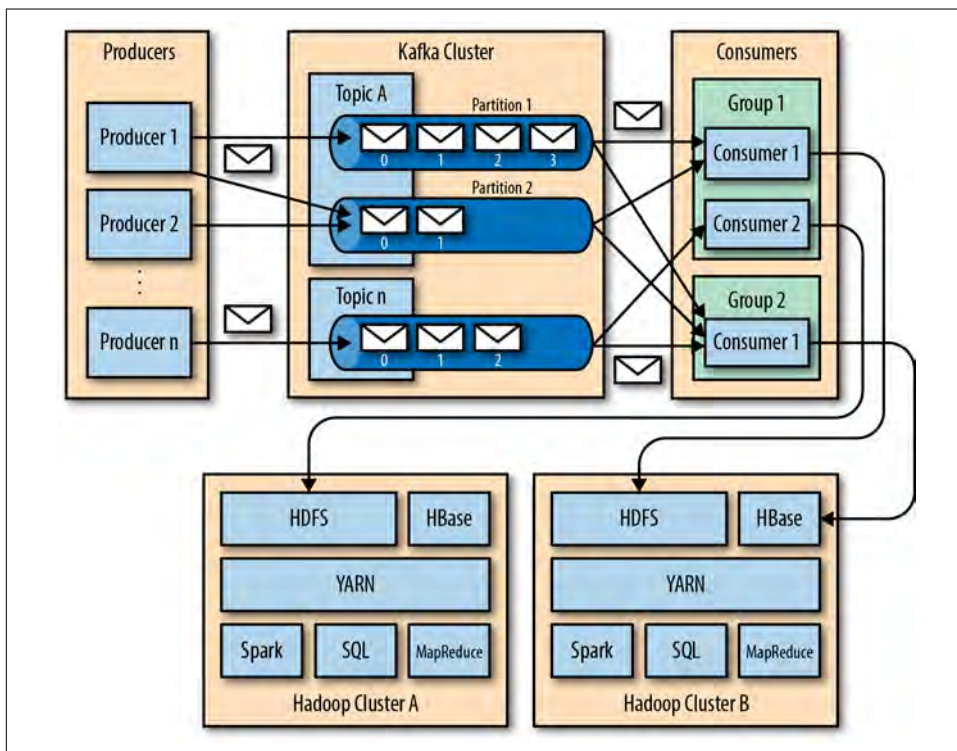 Producers
Producer 1
Producer 2
⋮
Producer n
Kafka Cluster
Topic A
Partition 1
0 1 2 3
Partition 2
0 1
Topic n
0 1 2
Consumers
Group 1
Consumer 1
Consumer 2
Group 2
Consumer 1
HDFS
HBase
YARN
Spark
SQL
MapReduce
Hadoop Cluster A
HDFS
HBase
YARN
Spark
SQL
MapReduce
Hadoop Cluster B